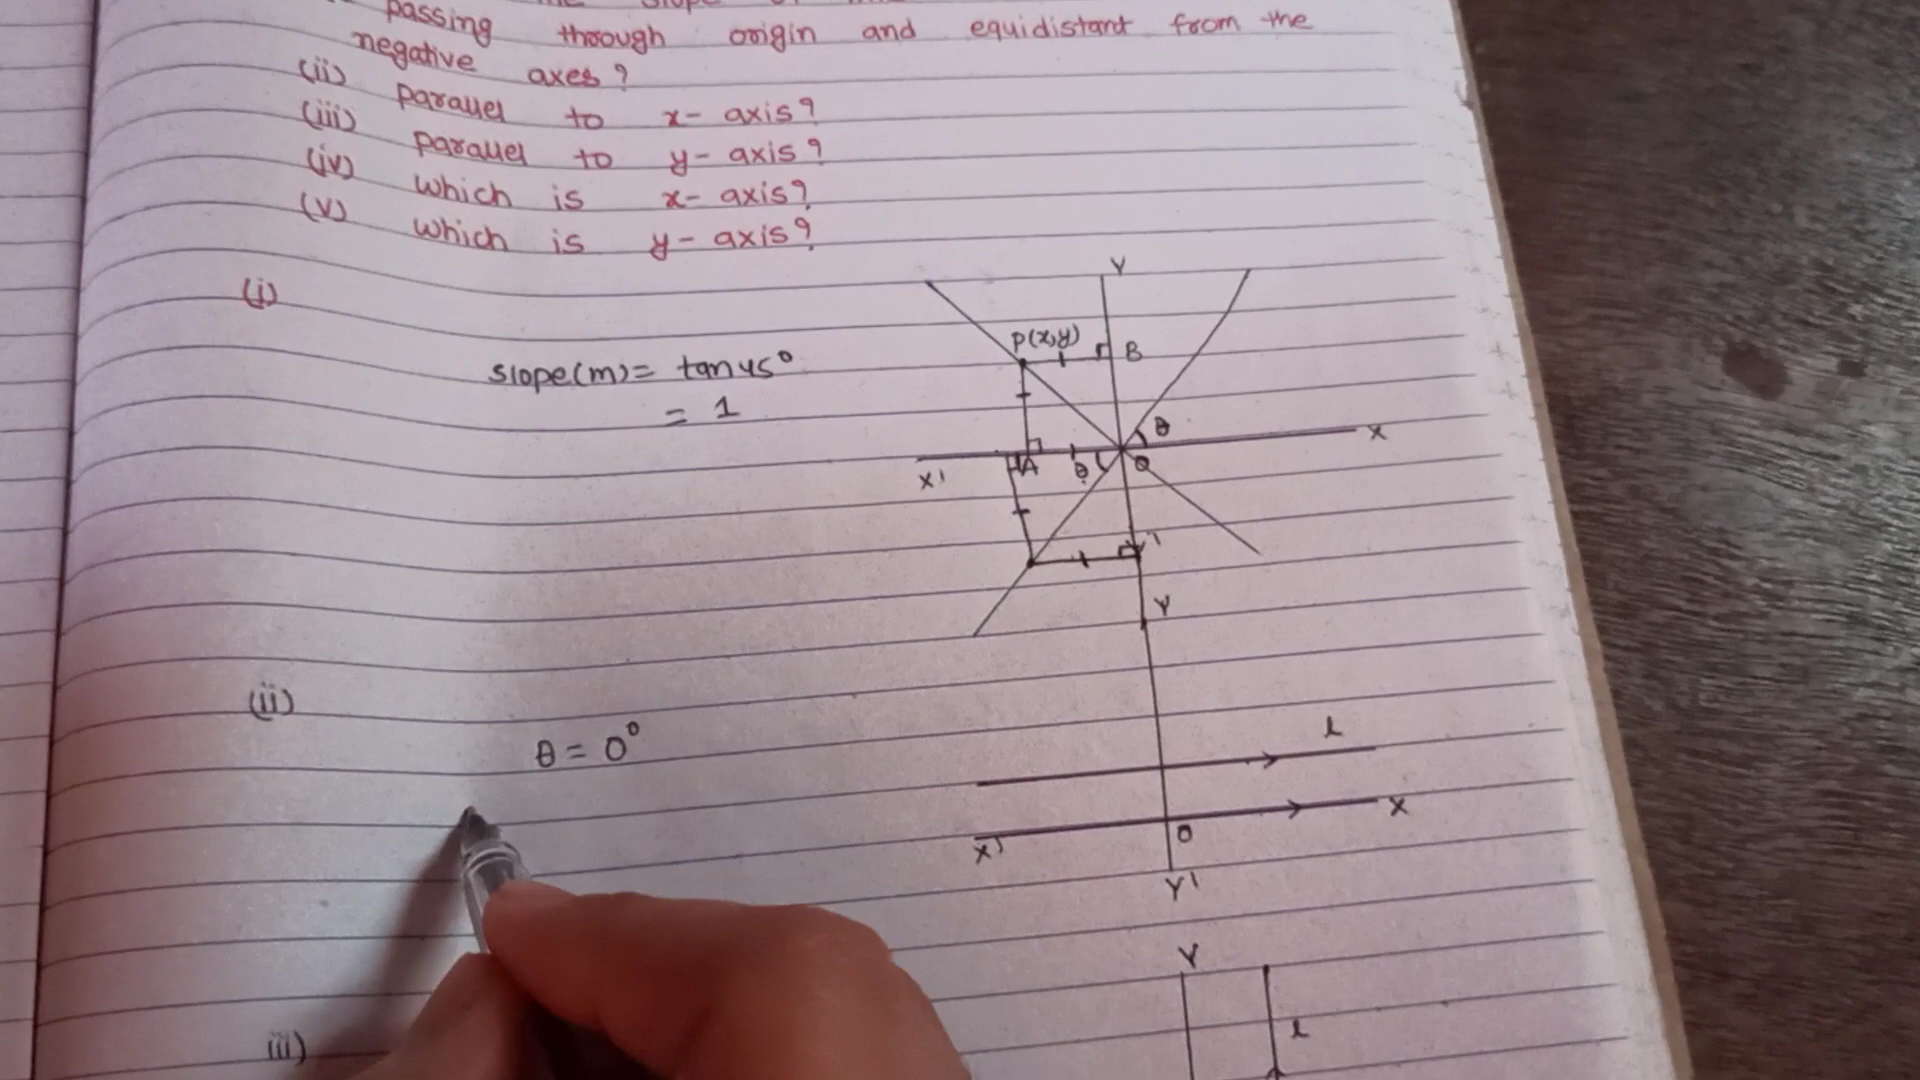 passing through origin and equidistant from the
negative axes?
(ii) parallel to x-axis?
(iii) parallel to y-axis?
(iv) which is x-axis?
(v) which is y-axis?
(i)
Y
P(x,y)
B
slope(m) = tan45°
= 1
θ
X
X'
A
θ
O
Y'
Y
(ii)
θ = 0°
l
X
X'
O
Y'
Y
l
iii)